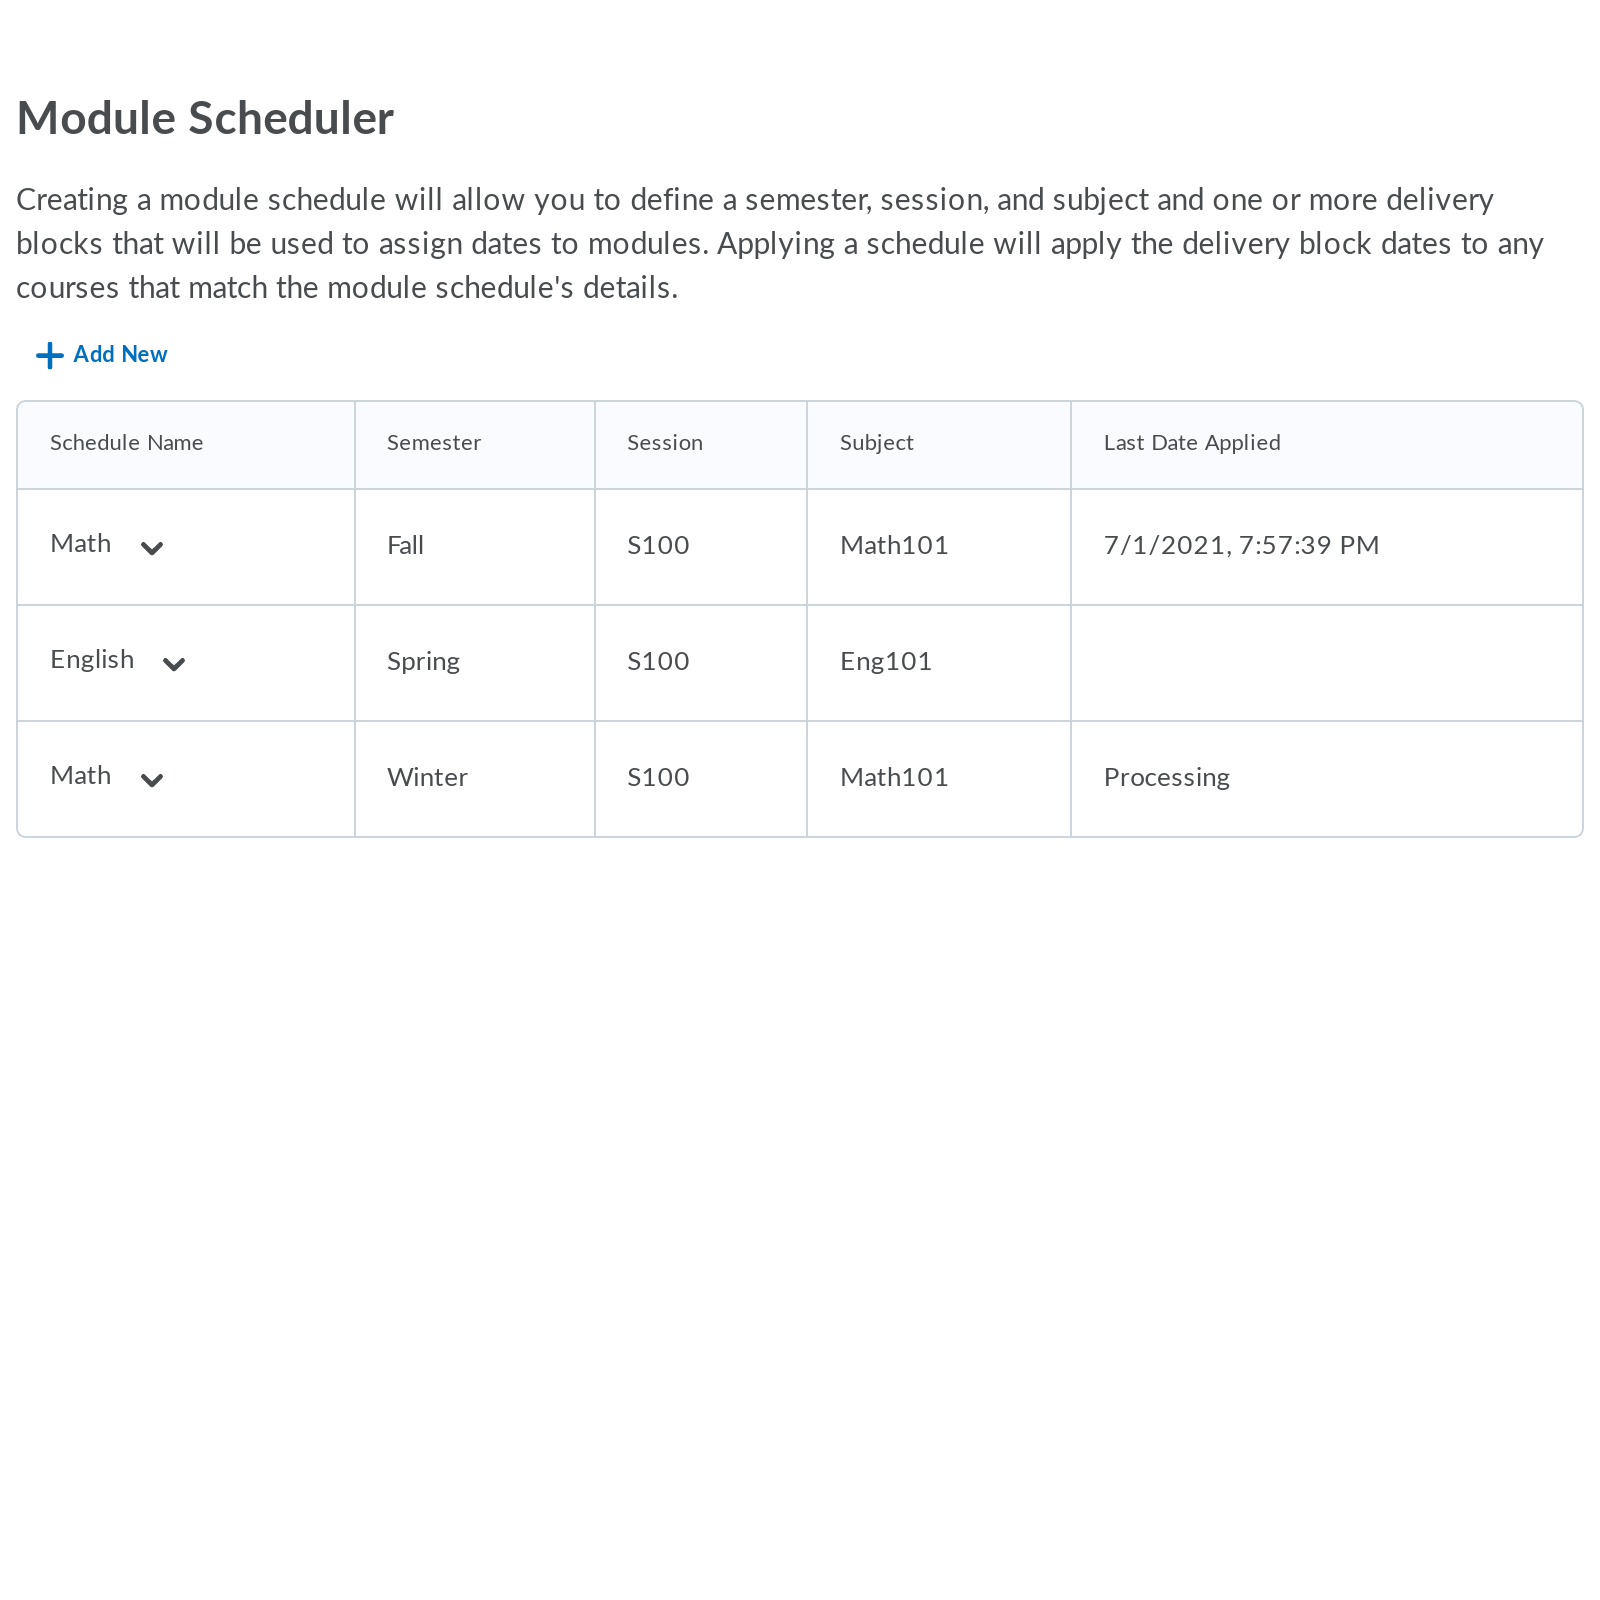 Module Scheduler
Creating a module schedule will allow you to define a semester, session, and subject and one or more delivery
blocks that will be used to assign dates to modules. Applying a schedule will apply the delivery block dates to any
courses that match the module schedule's details.
Add New
Schedule Name Semester Session Subject Last Date Applied
Math Fall S100 Math101 7/1/2021, 7:57:39 PM
English Spring S100 Eng101
Math Winter S100 Math101 Processing